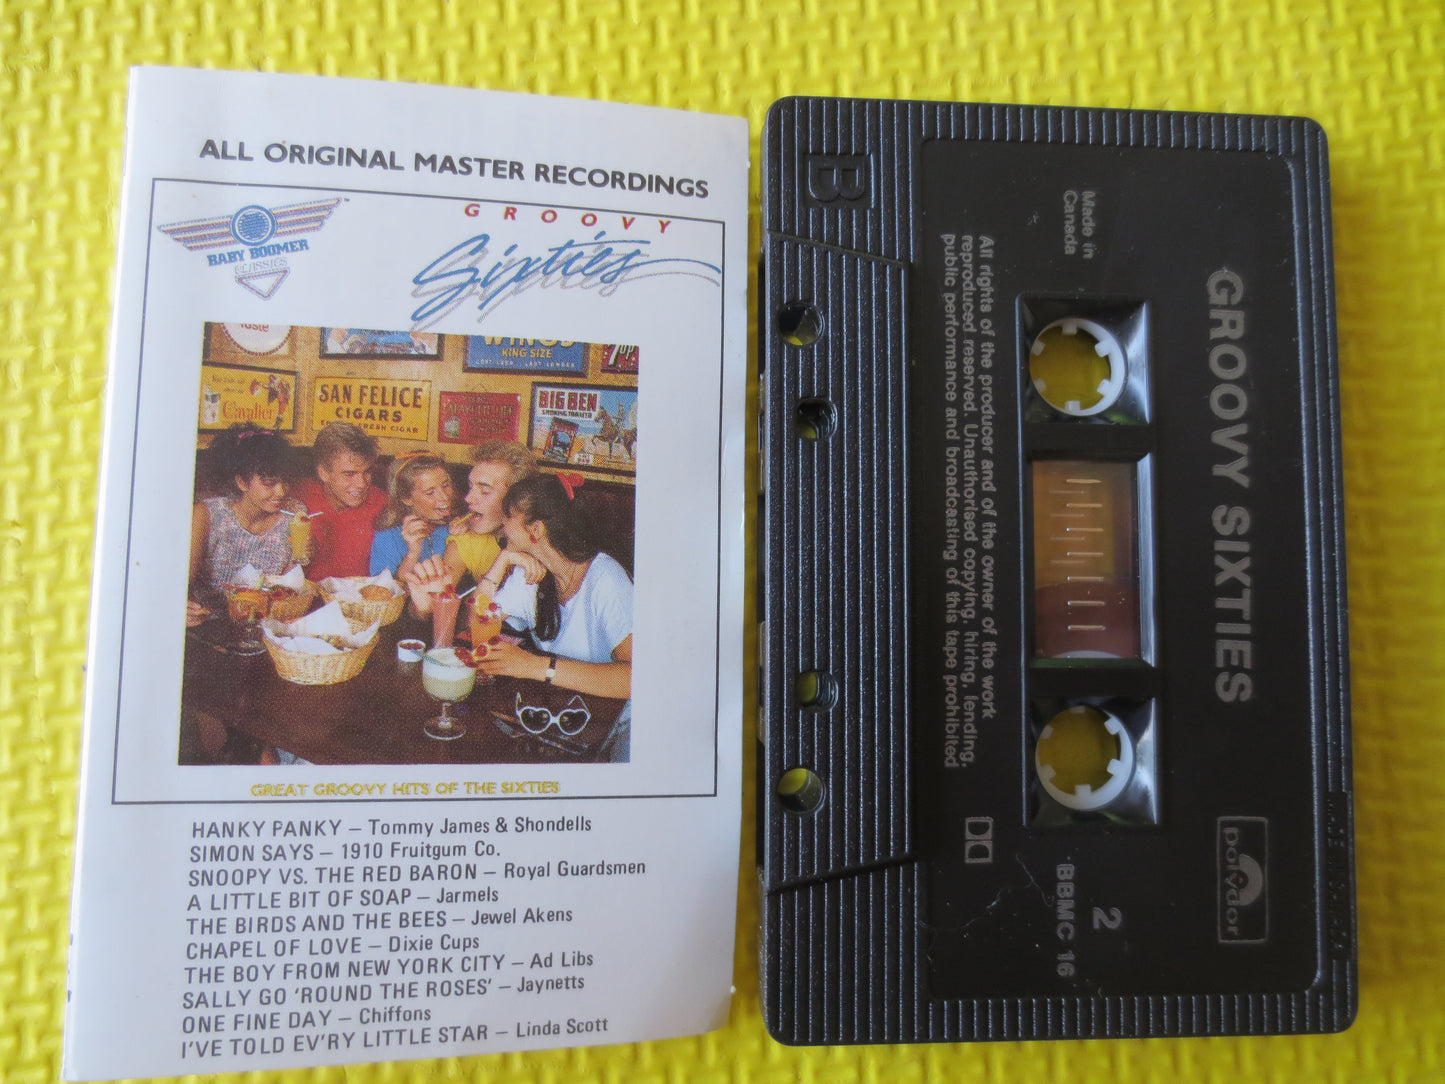 ALL ORIGINAL MASTER RECORDINGS
BABY BOOMER
CLASSICS
GROOVY
Sixties
taste
Cavalier
SAN FELICE
CIGARS
FRESH CIGAR
WINGS
KING SIZE
7up
BIG BEN
SMOKING TOBACCO
GREAT GROOVY HITS OF THE SIXTIES
HANKY PANKY – Tommy James & Shondells
SIMON SAYS – 1910 Fruitgum Co.
SNOOPY VS. THE RED BARON – Royal Guardsmen
A LITTLE BIT OF SOAP – Jarmels
THE BIRDS AND THE BEES – Jewel Akens
CHAPEL OF LOVE – Dixie Cups
THE BOY FROM NEW YORK CITY – Ad Libs
SALLY GO 'ROUND THE ROSES' – Jaynetts
ONE FINE DAY – Chiffons
I'VE TOLD EV'RY LITTLE STAR – Linda Scott
B
GROOVY SIXTIES
Made in
Canada
All rights of the producer and of the owner of the work
reproduced reserved. Unauthorised copying, hiring, lending,
public performance and broadcasting of this tape prohibited
polydor
2
BBMC 16